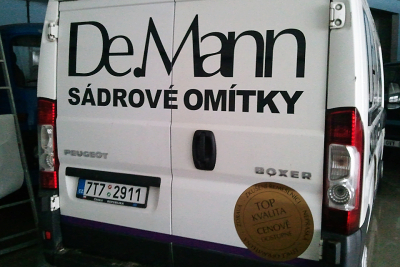 De.Mann
SÁDROVÉ OMÍTKY
PEUGEOT
BOXER
7T7 2911
TOP
KVALITA
CENOVĚ